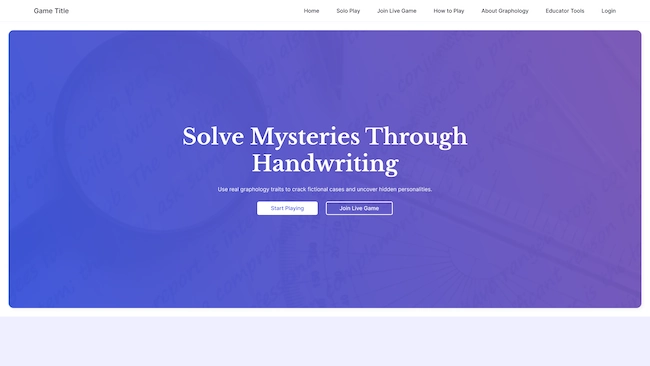 Game Title
Home Solo Play Join Live Game How to Play About Graphology Educator Tools Login
Solve Mysteries Through
Handwriting
Use real graphology traits to crack fictional cases and uncover hidden personalities.
Start Playing Join Live Game